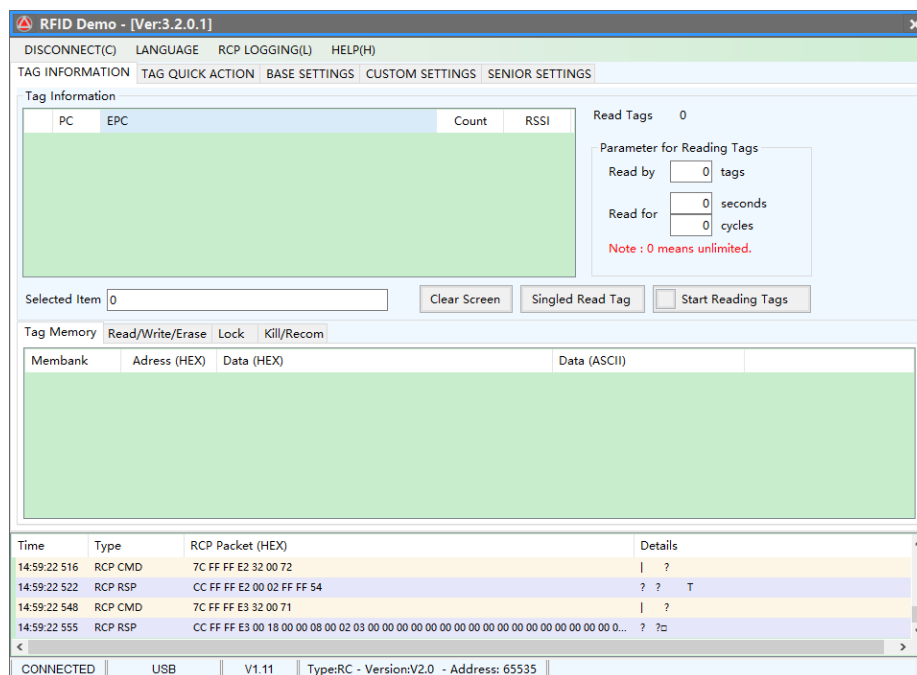 RFID Demo - [Ver:3.2.0.1]
DISCONNECT(C) LANGUAGE RCP LOGGING(L) HELP(H)
TAG INFORMATION TAG QUICK ACTION BASE SETTINGS CUSTOM SETTINGS SENIOR SETTINGS
Tag Information
PC EPC Count RSSI
Read Tags 0
Parameter for Reading Tags
Read by 0 tags
0 seconds
Read for
0 cycles
Note : 0 means unlimited.
Selected Item 0 Clear Screen Singled Read Tag Start Reading Tags
Tag Memory Read/Write/Erase Lock Kill/Recom
Membank Adress (HEX) Data (HEX) Data (ASCII)
Time Type RCP Packet (HEX) Details
14:59:22 516 RCP CMD 7C FF FF E2 32 00 72 | ?
14:59:22 522 RCP RSP CC FF FF E2 00 02 FF FF 54 ? ? T
14:59:22 548 RCP CMD 7C FF FF E3 32 00 71 | ?
14:59:22 555 RCP RSP CC FF FF E3 00 18 00 00 08 00 02 03 00 00 00 00 00 00 00 00 00 00 00 00 00 00 00 00 00 0... ? ?□
CONNECTED USB V1.11 Type:RC - Version:V2.0 - Address: 65535